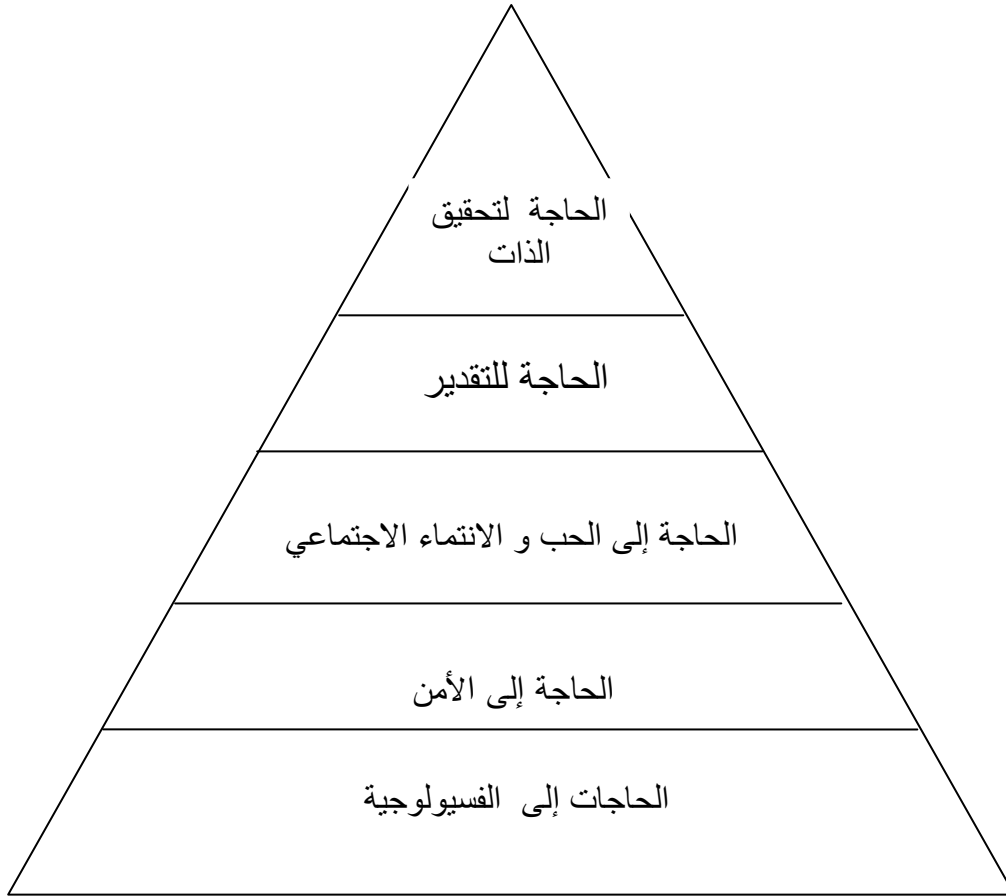 الحاجة لتحقيق
الذات
الحاجة للتقدير
الحاجة إلى الحب و الانتماء الاجتماعي
الحاجة إلى الأمن
الحاجات إلى الفسيولوجية